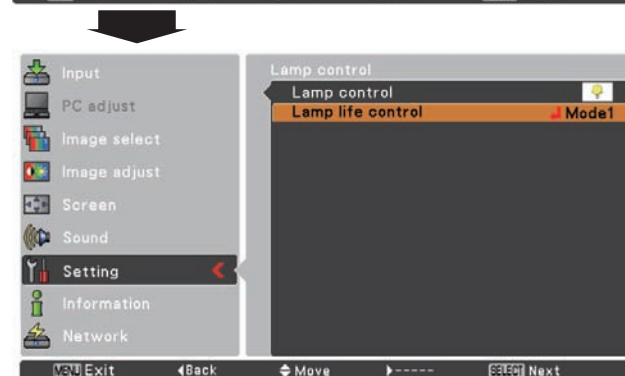 Input
PC adjust
Image select
Image adjust
Screen
Sound
Setting
Information
Network
Lamp control
Lamp control
Lamp life control Mode1
MENU Exit Back Move ----- SELECT Next